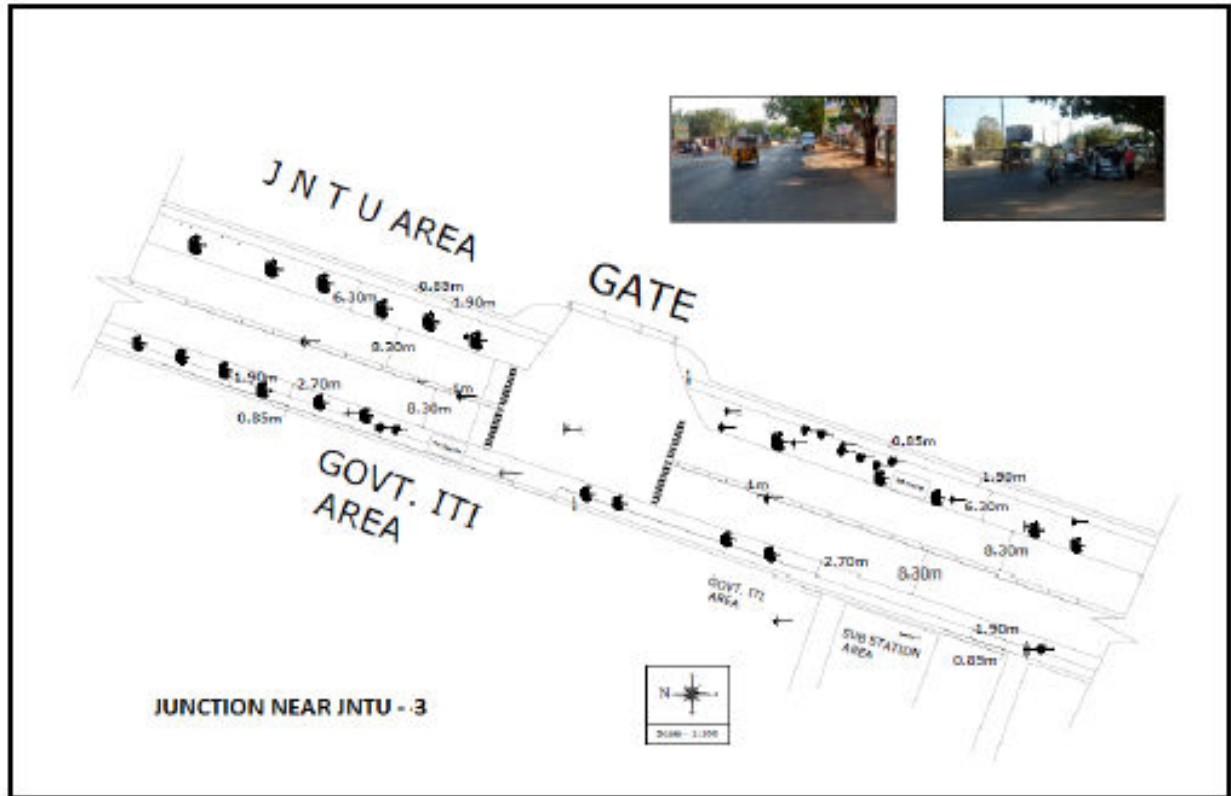 J N T U AREA
GATE
0.85m
1.90m
6.30m
8.30m
1.90m
2.70m
1m
8.30m
0.85m
GOVT. ITI
AREA
0.85m
1.90m
1m
6.30m
8.30m
2.70m
8.30m
GOVT. ITI
AREA
1.90m
SUB STATION
AREA
0.85m
N
JUNCTION NEAR JNTU - 3